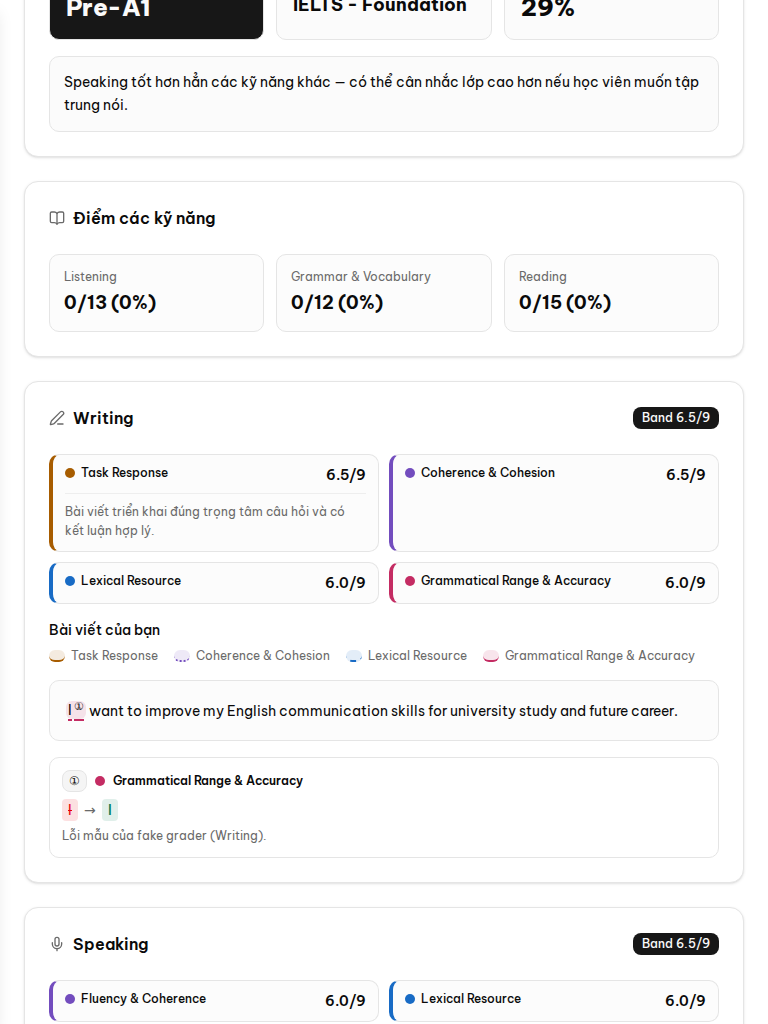 Pre-A1
IELTS - Foundation
29%
Speaking tốt hơn hẳn các kỹ năng khác — có thể cân nhắc lớp cao hơn nếu học viên muốn tập
trung nói.
Điểm các kỹ năng
Listening
0/13 (0%)
Grammar & Vocabulary
0/12 (0%)
Reading
0/15 (0%)
Writing
Band 6.5/9
Task Response
6.5/9
Bài viết triển khai đúng trọng tâm câu hỏi và có
kết luận hợp lý.
Coherence & Cohesion
6.5/9
Lexical Resource
6.0/9
Grammatical Range & Accuracy
6.0/9
Bài viết của bạn
Task Response
Coherence & Cohesion
Lexical Resource
Grammatical Range & Accuracy
I ① want to improve my English communication skills for university study and future career.
① Grammatical Range & Accuracy
I → I
Lỗi mẫu của fake grader (Writing).
Speaking
Band 6.5/9
Fluency & Coherence
6.0/9
Lexical Resource
6.0/9